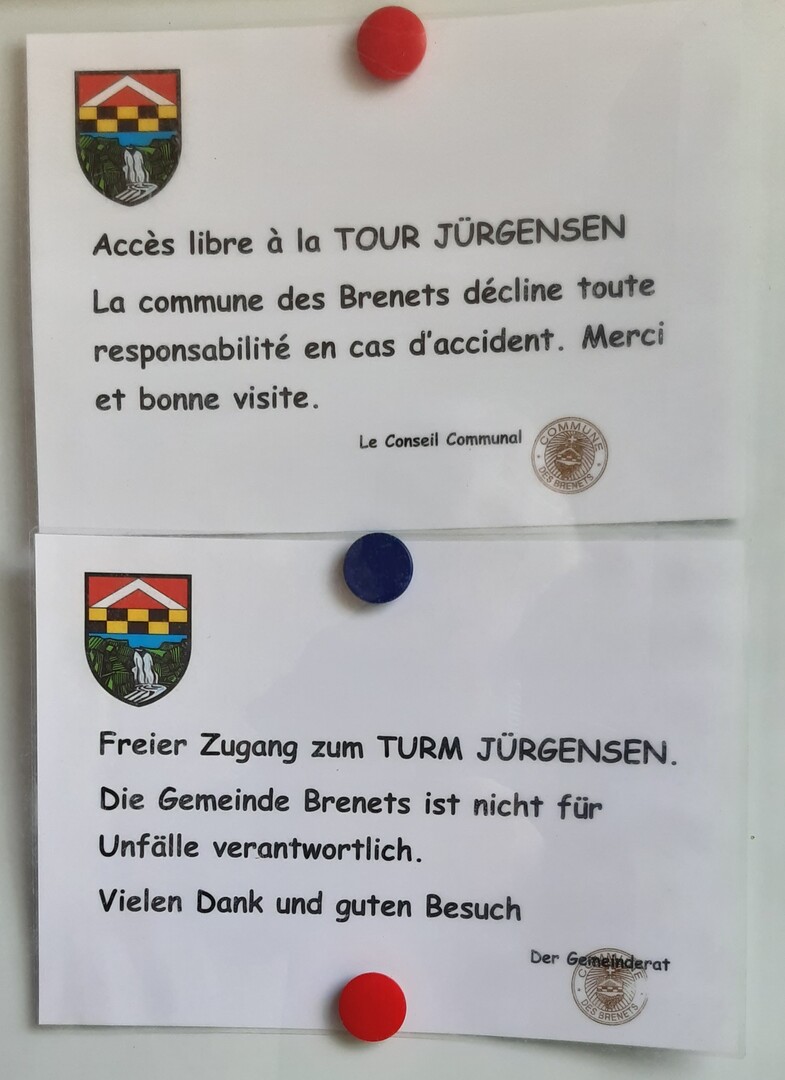 Accès libre à la TOUR JÜRGENSEN
La commune des Brenets décline toute
responsabilité en cas d'accident. Merci
et bonne visite.
Le Conseil Communal
COMMUNE
DES BRENETS
Freier Zugang zum TURM JÜRGENSEN.
Die Gemeinde Brenets ist nicht für
Unfälle verantwortlich.
Vielen Dank und guten Besuch
Der Gemeinderat
COMMUNE
DES BRENETS